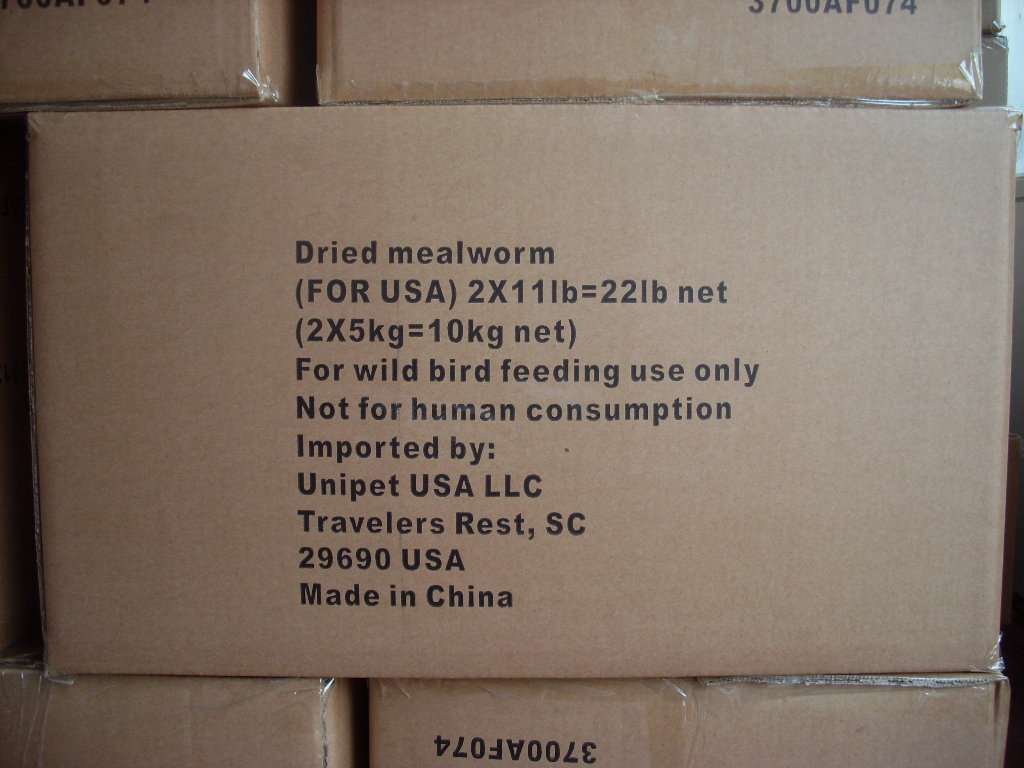 3700AF074
3700AF074
Dried mealworm
(FOR USA) 2X11lb=22lb net
(2X5kg=10kg net)
For wild bird feeding use only
Not for human consumption
Imported by:
Unipet USA LLC
Travelers Rest, SC
29690 USA
Made in China
3700AF074